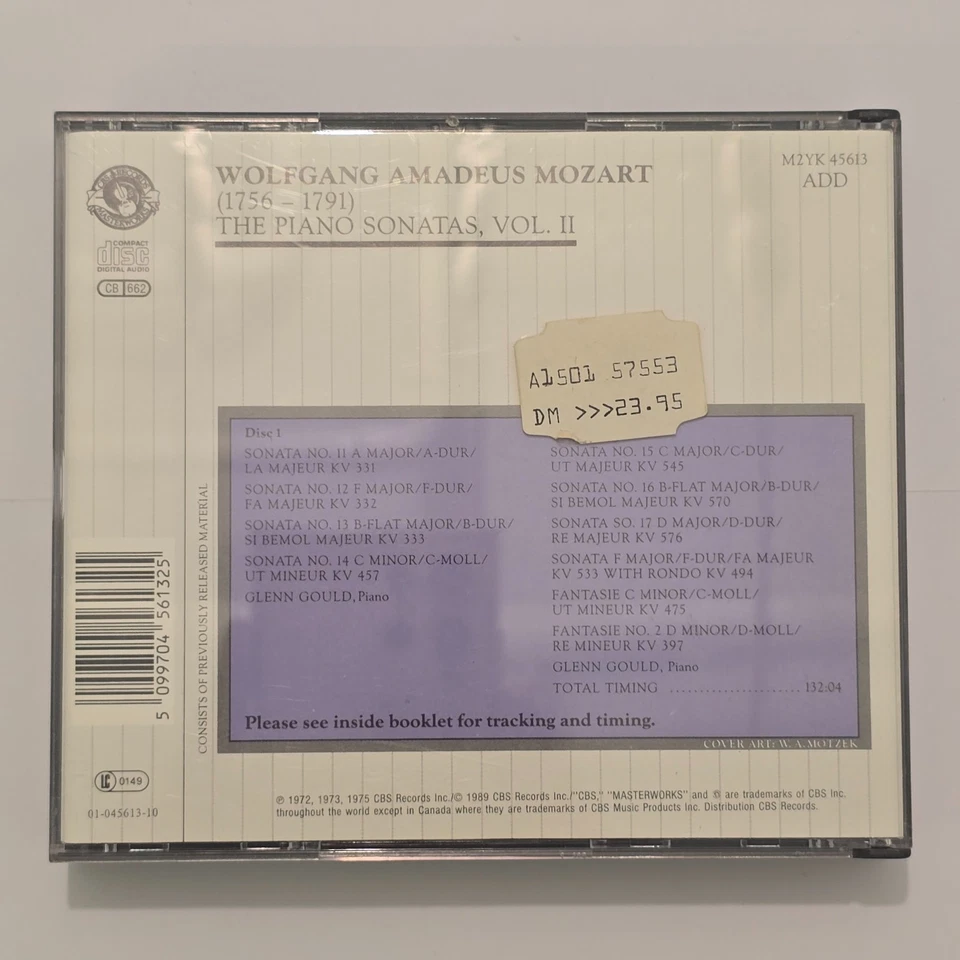 CBS RECORDS
MASTERWORKS
COMPACT
disc
DIGITAL AUDIO
CB 662
WOLFGANG AMADEUS MOZART
(1756 – 1791)
THE PIANO SONATAS, VOL. II
M2YK 45613
ADD
A1501 57553
DM >>>23.95
Disc 1
SONATA NO. 11 A MAJOR/A-DUR/
LA MAJEUR KV 331
SONATA NO. 12 F MAJOR/F-DUR/
FA MAJEUR KV 332
SONATA NO. 13 B-FLAT MAJOR/B-DUR/
SI BEMOL MAJEUR KV 333
SONATA NO. 14 C MINOR/C-MOLL/
UT MINEUR KV 457
GLENN GOULD, Piano
SONATA NO. 15 C MAJOR/C-DUR/
UT MAJEUR KV 545
SONATA NO. 16 B-FLAT MAJOR/B-DUR/
SI BEMOL MAJEUR KV 570
SONATA SO. 17 D MAJOR/D-DUR/
RE MAJEUR KV 576
SONATA F MAJOR/F-DUR/FA MAJEUR
KV 533 WITH RONDO KV 494
FANTASIE C MINOR/C-MOLL/
UT MINEUR KV 475
FANTASIE NO. 2 D MINOR/D-MOLL/
RE MINEUR KV 397
GLENN GOULD, Piano
TOTAL TIMING ...................... 132:04
Please see inside booklet for tracking and timing.
COVER ART: W. A. MOTZEK
CONSISTS OF PREVIOUSLY RELEASED MATERIAL
5 099704 561325
LC 0149
01-045613-10
℗ 1972, 1973, 1975 CBS Records Inc./© 1989 CBS Records Inc./"CBS," "MASTERWORKS" and are trademarks of CBS Inc.
throughout the world except in Canada where they are trademarks of CBS Music Products Inc. Distribution CBS Records.